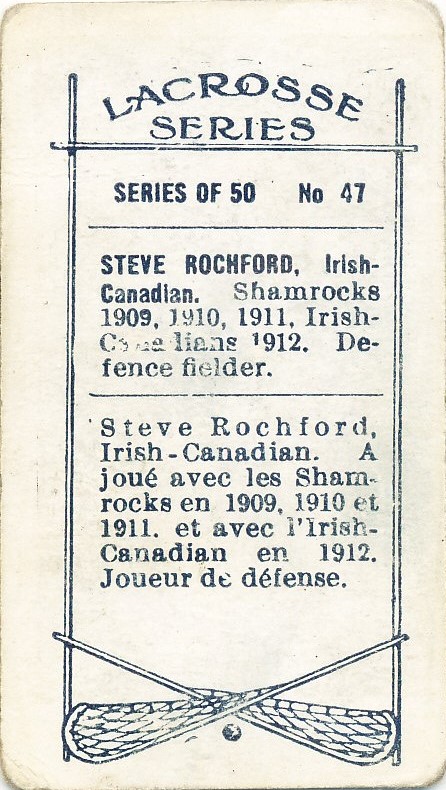 LACROSSE
SERIES
SERIES OF 50 No 47
STEVE ROCHFORD, Irish-
Canadian. Shamrocks
1909, 1910, 1911, Irish-
Canadians 1912. De-
fence fielder.
Steve Rochford,
Irish-Canadian. A
joué avec les Sham-
rocks en 1909, 1910 et
1911. et avec l'Irish-
Canadian en 1912.
Joueur de défense.